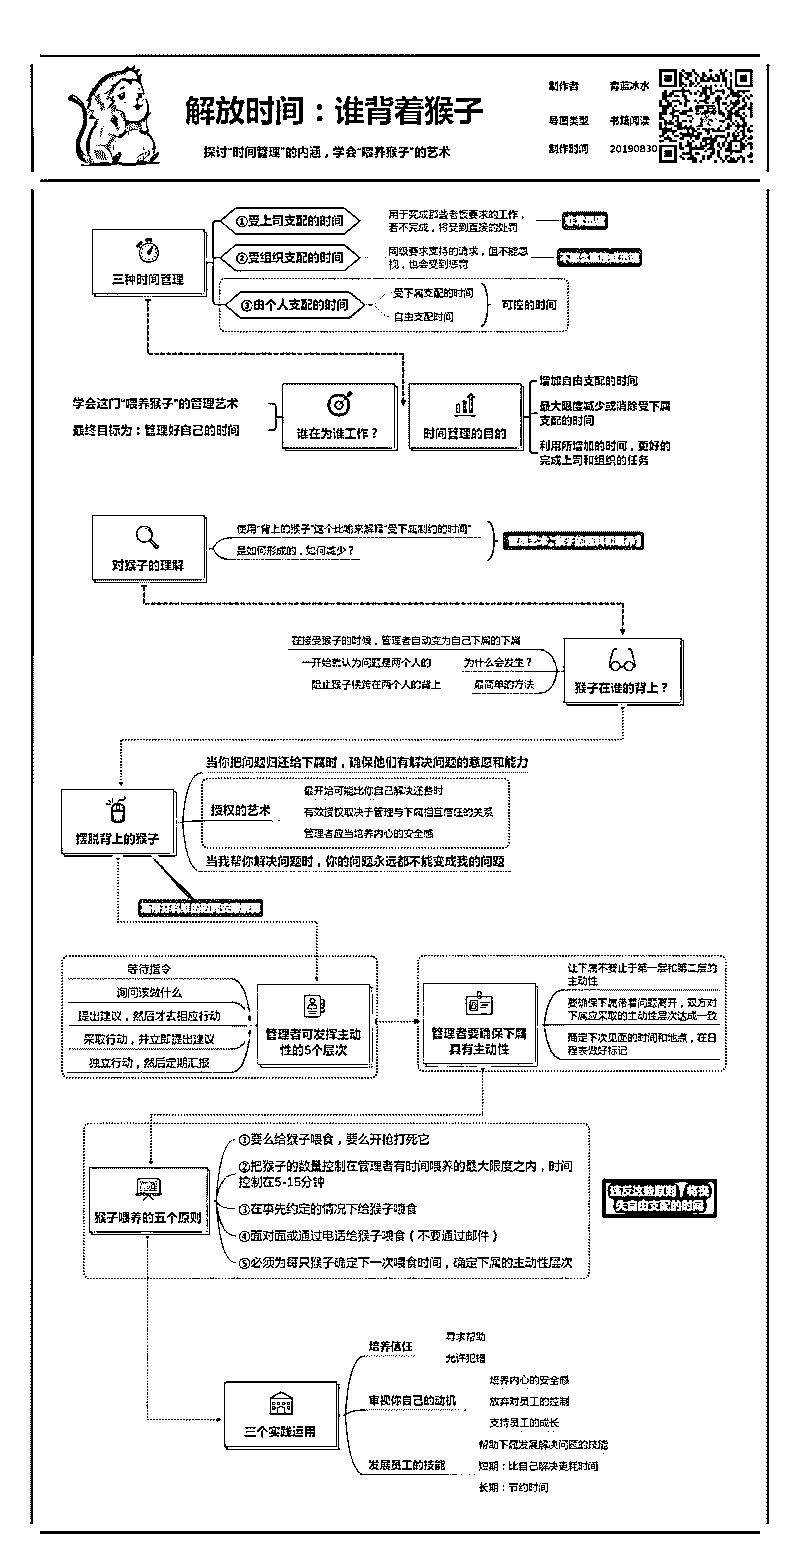 解放时间：谁背着猴子
探讨“时间管理”的内涵，学会“喂养猴子”的艺术
制作者 青蓝冰水
导图类型 书籍阅读
制作时间 20190830
三种时间管理
①受上司支配的时间
用于完成那些老板要求的工作，
若不完成，将受到直接的处罚
②受组织支配的时间
同级要求支持的请求，但不能忽
视，也会受到惩罚
③由个人支配的时间
受下属支配的时间
自由支配时间
可控的时间
学会这门“喂养猴子”的管理艺术
最终目标为：管理好自己的时间
谁在为谁工作？
时间管理的目的
增加自由支配的时间
最大限度减少或消除受下属
支配的时间
利用所增加的时间，更好的
完成上司和组织的任务
对猴子的理解
使用“背上的猴子”这个比喻来解释“受下属制约的时间”
是如何形成的，如何减少？
在接受猴子的时候，管理者自动变为自己下属的下属
一开始就认为问题是两个人的 为什么会发生？
阻止猴子横跨在两个人的背上 最简单的方法
猴子在谁的背上？
当你把问题归还给下属时，确保他们有解决问题的意愿和能力
摆脱背上的猴子
授权的艺术
最开始可能比你自己解决还费时
有效授权取决于管理与下属相互信任的关系
管理者应当培养内心的安全感
当我帮你解决问题时，你的问题永远都不能变成我的问题
等待指令
询问该做什么
提出建议，然后才去相应行动
采取行动，并立即提出建议
独立行动，然后定期汇报
管理者可发挥主动
性的5个层次
管理者要确保下属
具有主动性
让下属不要止于第一层和第二层的
主动性
要确保下属带着问题离开，双方对
下属应采取的主动性层次达成一致
商定下次见面的时间和地点，在日
程表做好标记
猴子喂养的五个原则
①要么给猴子喂食，要么开枪打死它
②把猴子的数量控制在管理者有时间喂养的最大限度之内，时间
控制在5-15分钟
③在事先约定的情况下给猴子喂食
④面对面或通过电话给猴子喂食（不要通过邮件）
⑤必须为每只猴子确定下一次喂食时间，确定下属的主动性层次
违反这些原则，将丧
失自由支配的时间
三个实践运用
培养信任
寻求帮助
允许犯错
审视你自己的动机
培养内心的安全感
放弃对员工的控制
支持员工的成长
发展员工的技能
帮助下属发展解决问题的技能
短期：比自己解决更耗时间
长期：节约时间